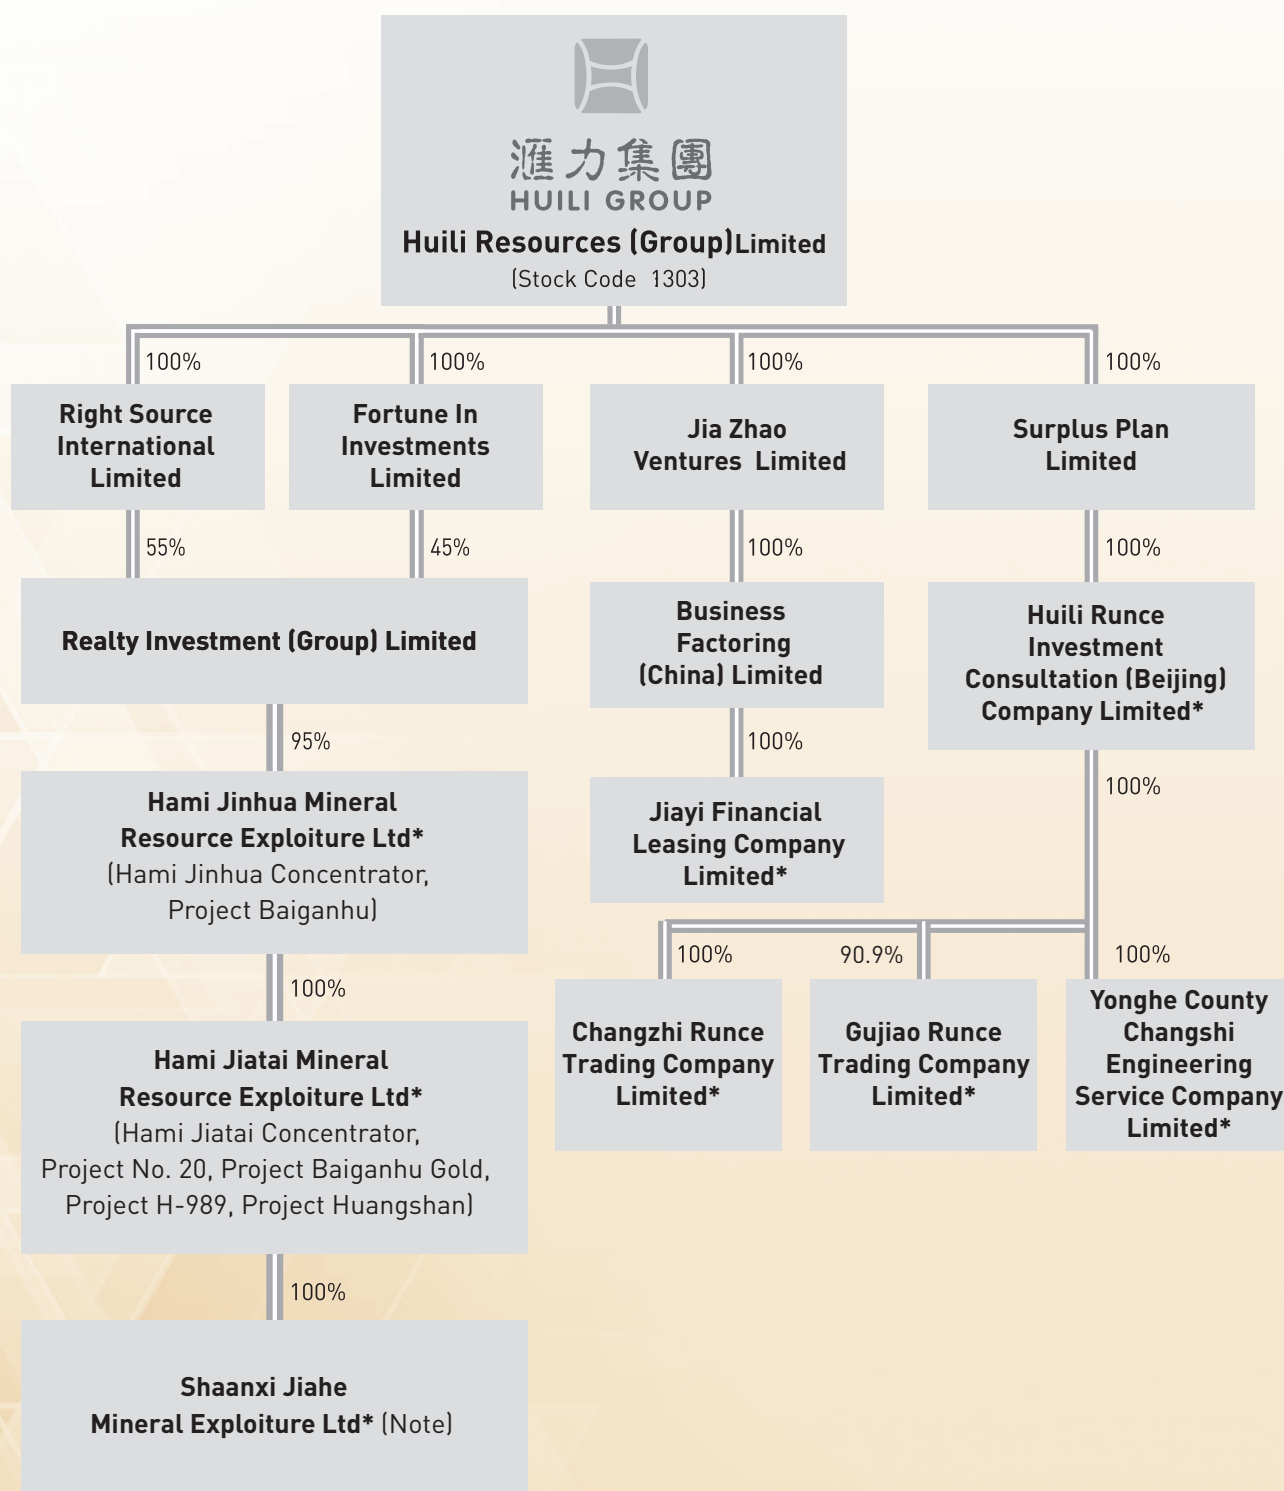 滙力集團
HUILI GROUP
Huili Resources (Group)Limited
(Stock Code 1303)
100%
100%
100%
100%
Right Source
International
Limited
Fortune In
Investments
Limited
Jia Zhao
Ventures Limited
Surplus Plan
Limited
55%
45%
100%
100%
Realty Investment (Group) Limited
Business
Factoring
(China) Limited
Huili Runce
Investment
Consultation (Beijing)
Company Limited*
95%
100%
100%
Hami Jinhua Mineral
Resource Exploiture Ltd*
(Hami Jinhua Concentrator,
Project Baiganhu)
Jiayi Financial
Leasing Company
Limited*
100%
100%
90.9%
100%
Hami Jiatai Mineral
Resource Exploiture Ltd*
(Hami Jiatai Concentrator,
Project No. 20, Project Baiganhu Gold,
Project H-989, Project Huangshan)
Changzhi Runce
Trading Company
Limited*
Gujiao Runce
Trading Company
Limited*
Yonghe County
Changshi
Engineering
Service Company
Limited*
100%
Shaanxi Jiahe
Mineral Exploiture Ltd* (Note)